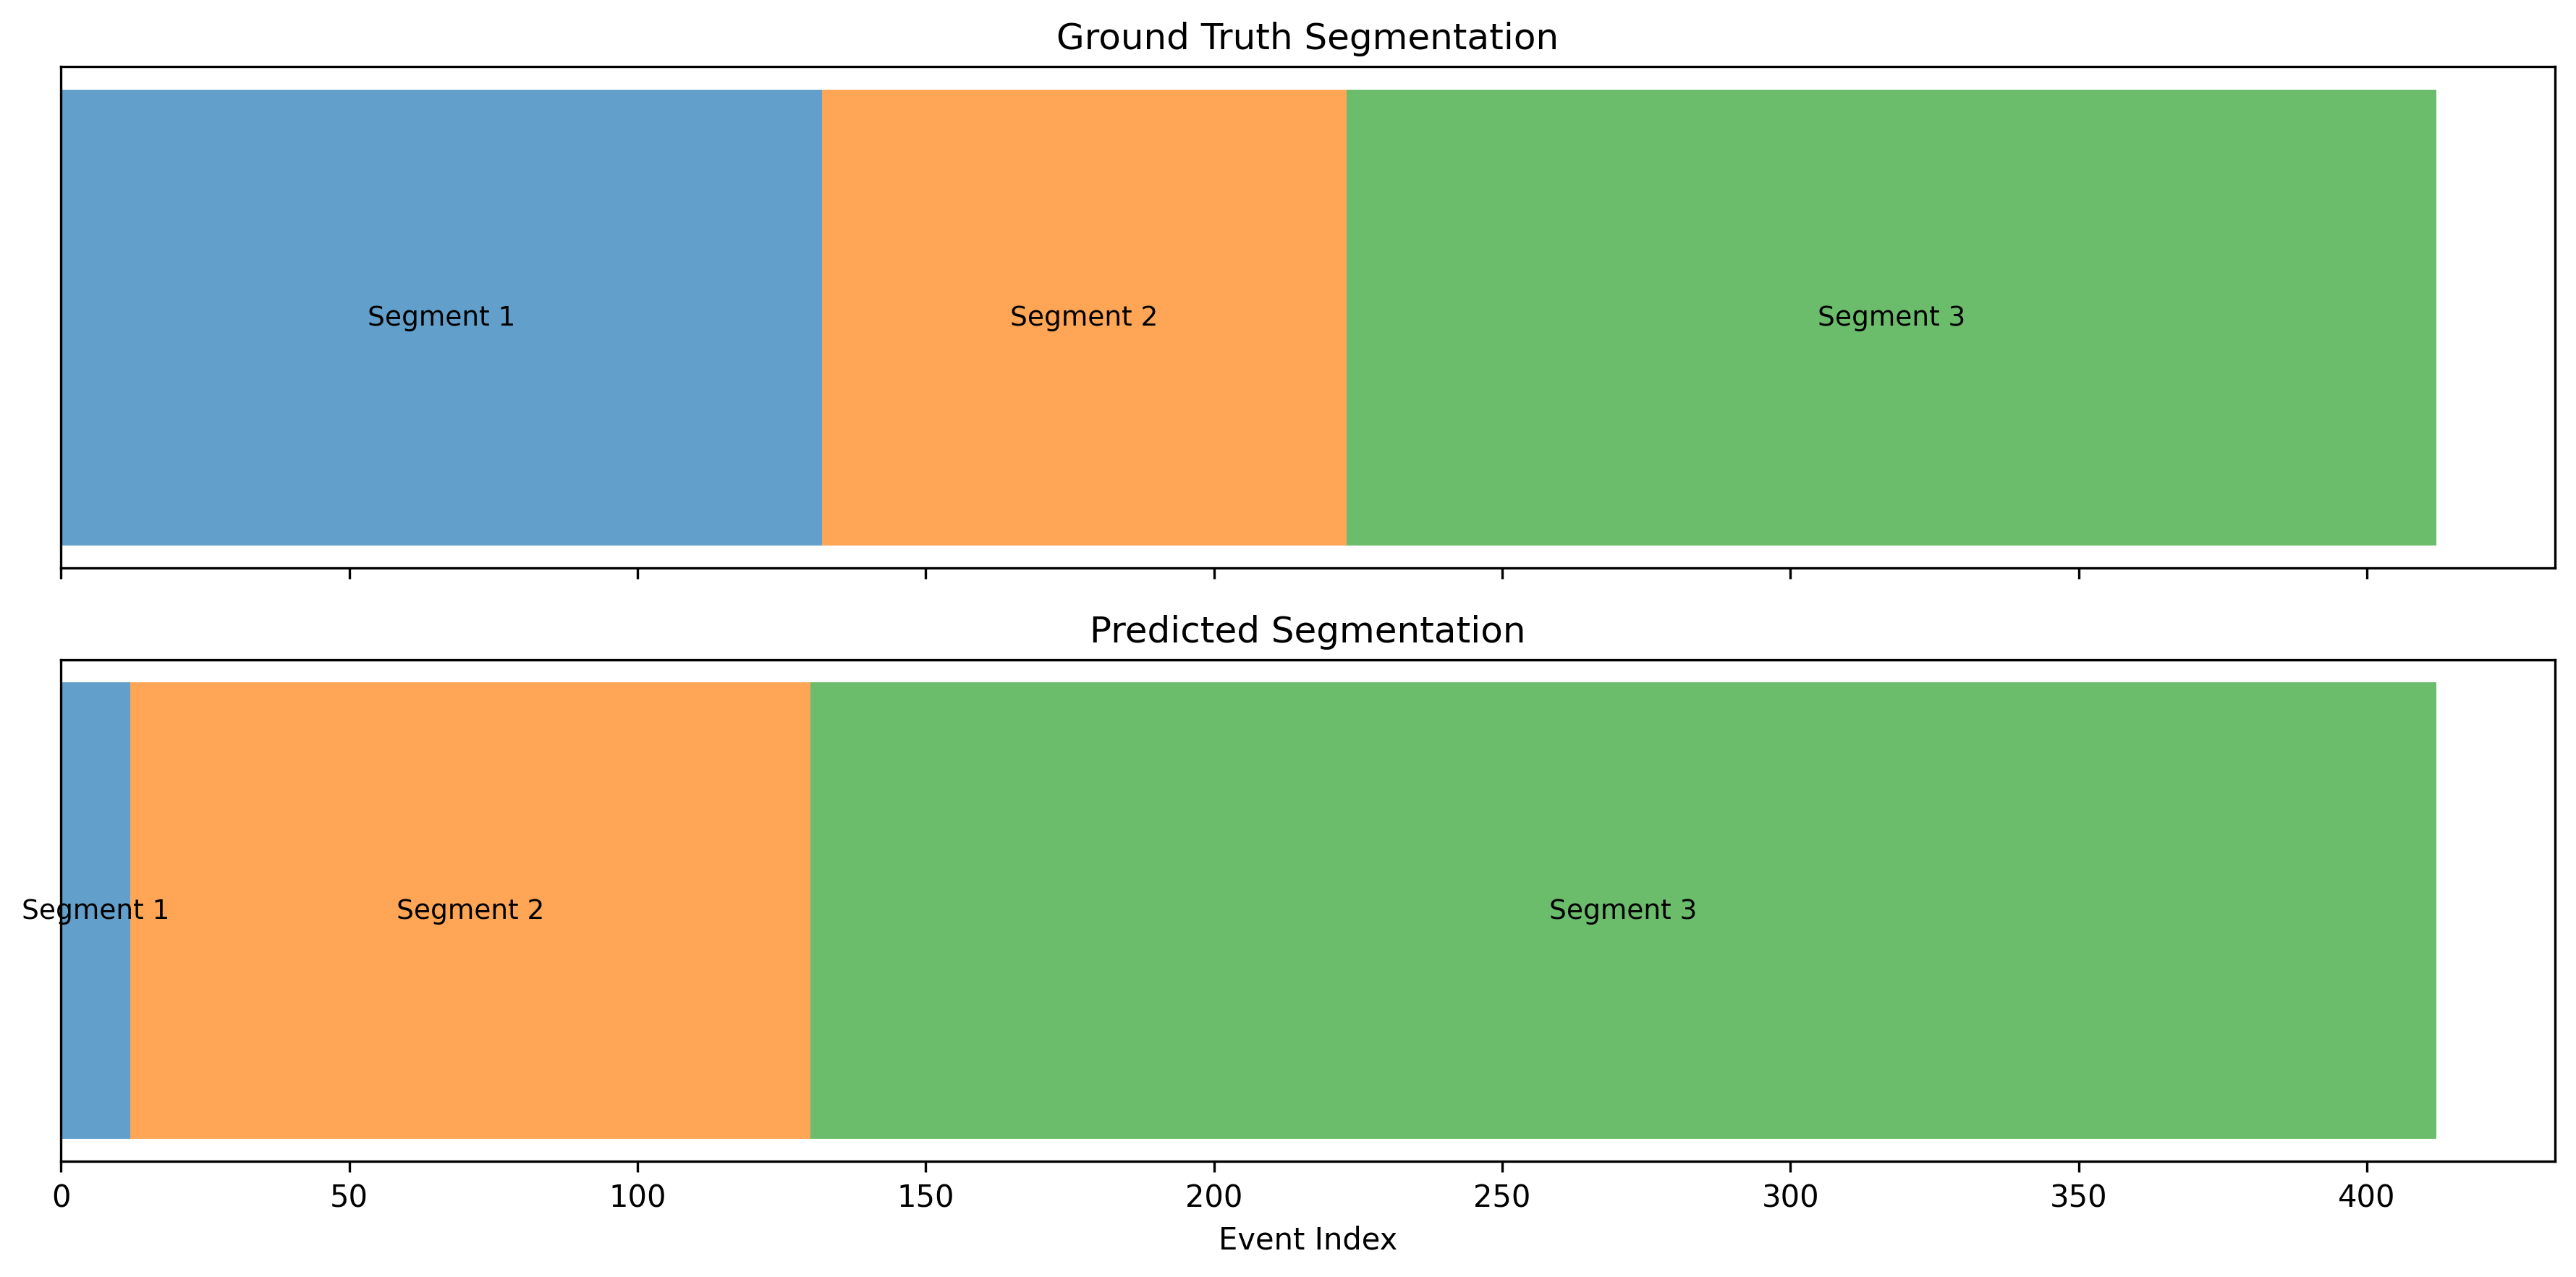 Ground Truth Segmentation
Segment 1 Segment 2 Segment 3
Predicted Segmentation
Segment 1 Segment 2 Segment 3
0 50 100 150 200 250 300 350 400
Event Index